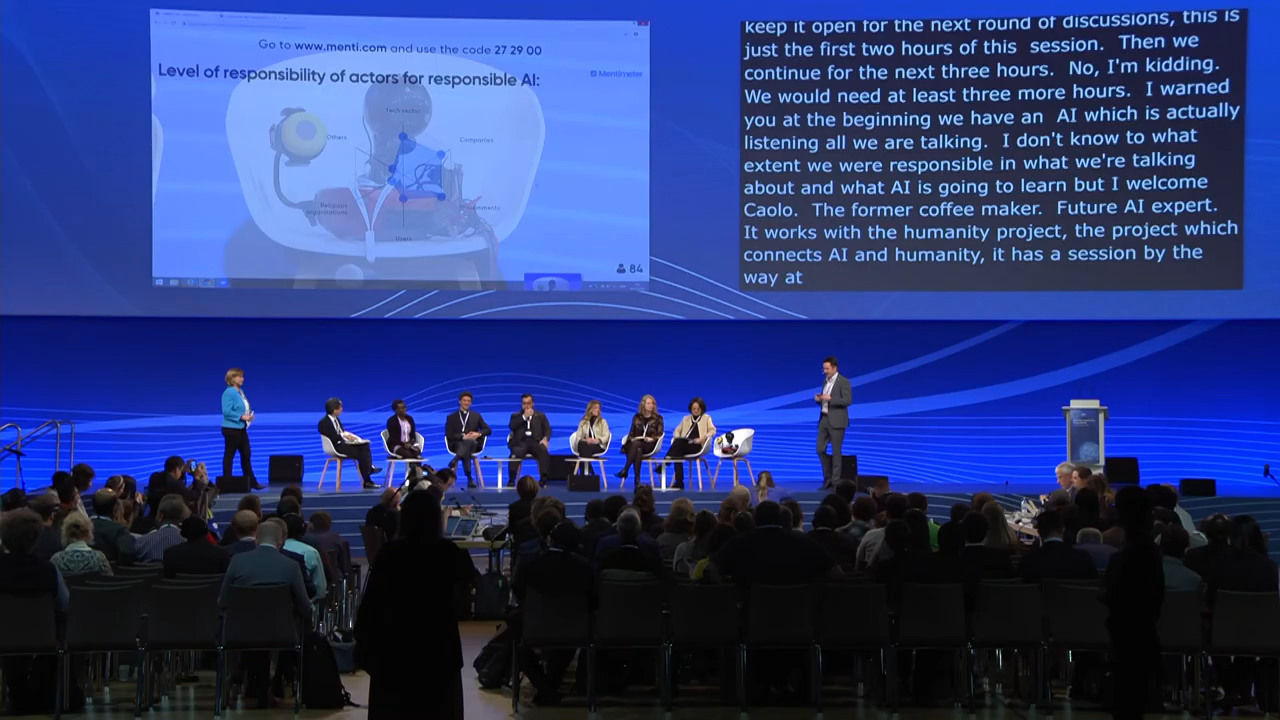 Go to www.menti.com and use the code 27 29 00
Level of responsibility of actors for responsible AI:
Mentimeter
Tech sector
Others
Companies
Religious
organisations
Users
84
keep it open for the next round of discussions, this is
just the first two hours of this session. Then we
continue for the next three hours. No, I'm kidding.
We would need at least three more hours. I warned
you at the beginning we have an AI which is actually
listening all we are talking. I don't know to what
extent we were responsible in what we're talking
about and what AI is going to learn but I welcome
Caolo. The former coffee maker. Future AI expert.
It works with the humanity project, the project which
connects AI and humanity, it has a session by the
way at